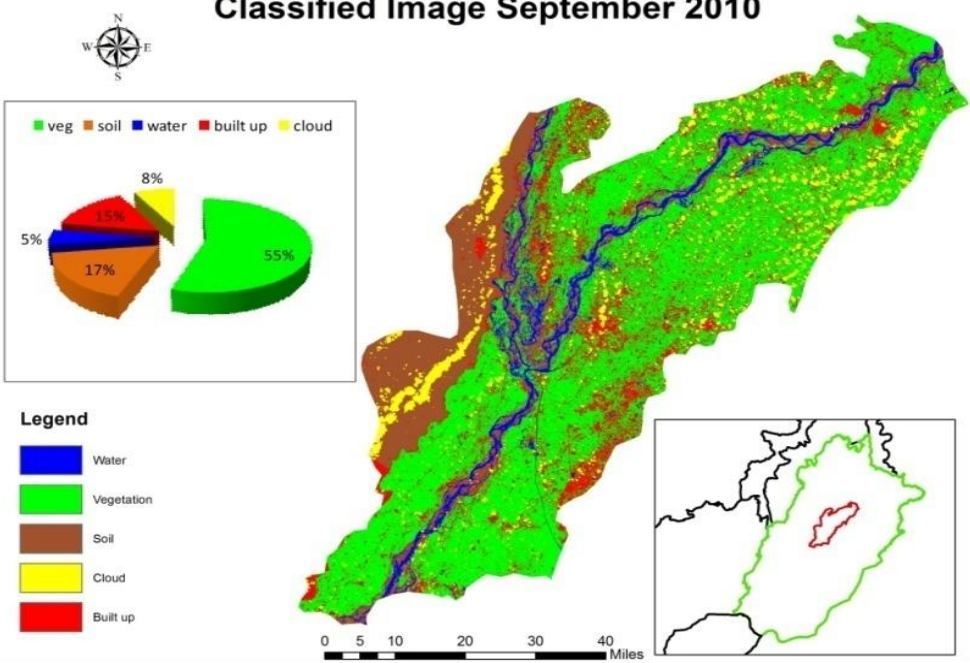 Classified Image September 2010
N
W E
S
veg soil water built up cloud
8%
15%
5%
55%
17%
Legend
Water
Vegetation
Soil
Cloud
Built up
0 5 10 20 30 40
Miles